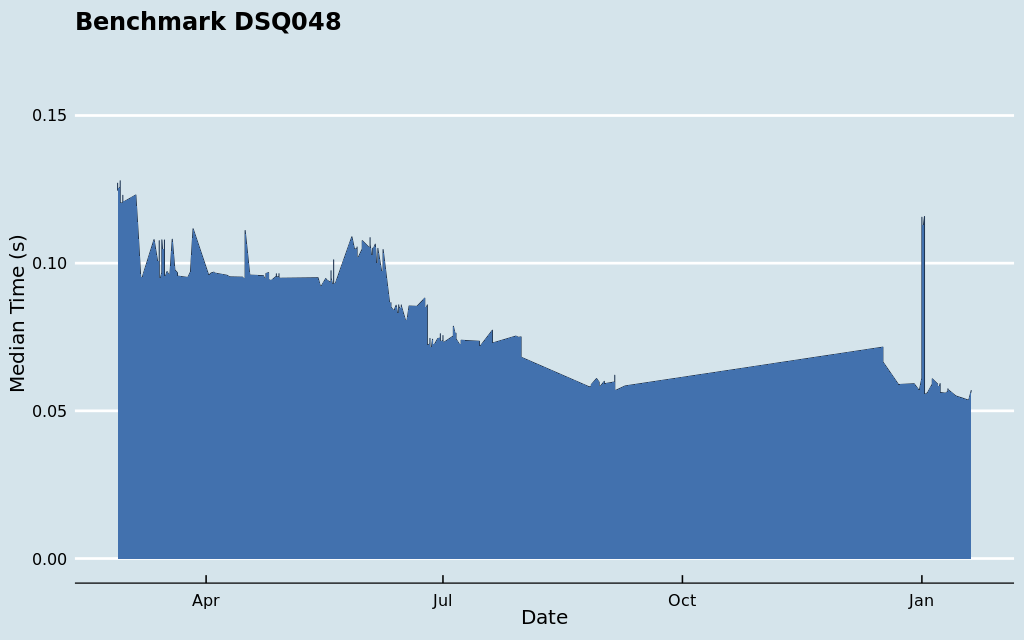 Benchmark DSQ048
Median Time (s)
0.15
0.10
0.05
0.00
Apr
Jul
Oct
Jan
Date